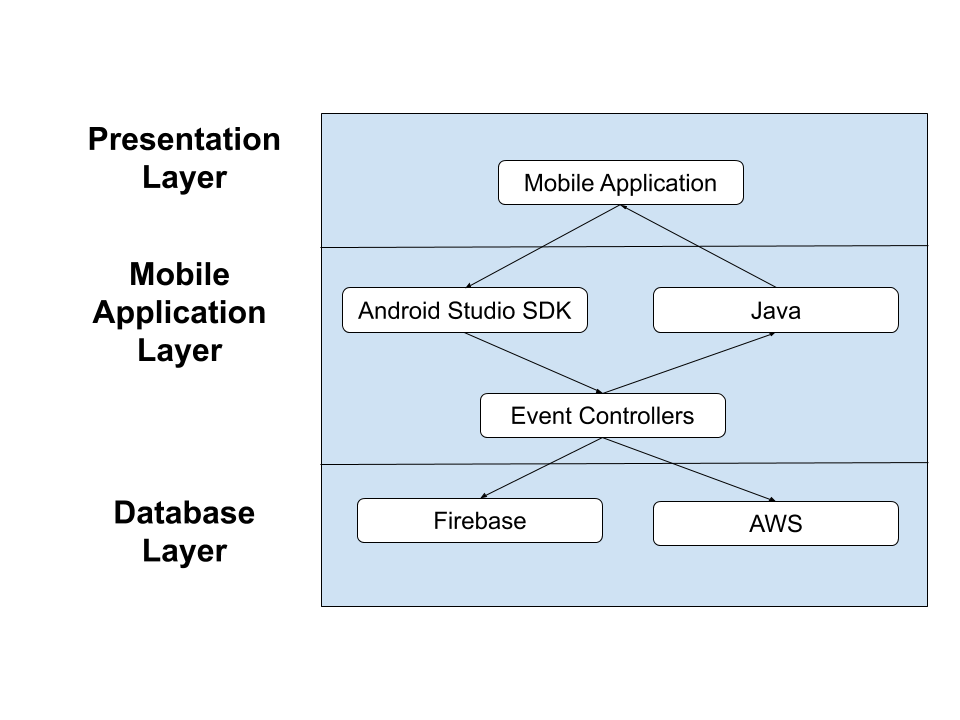 Presentation
Layer
Mobile Application
Mobile
Application
Layer
Android Studio SDK
Java
Event Controllers
Database
Layer
Firebase
AWS